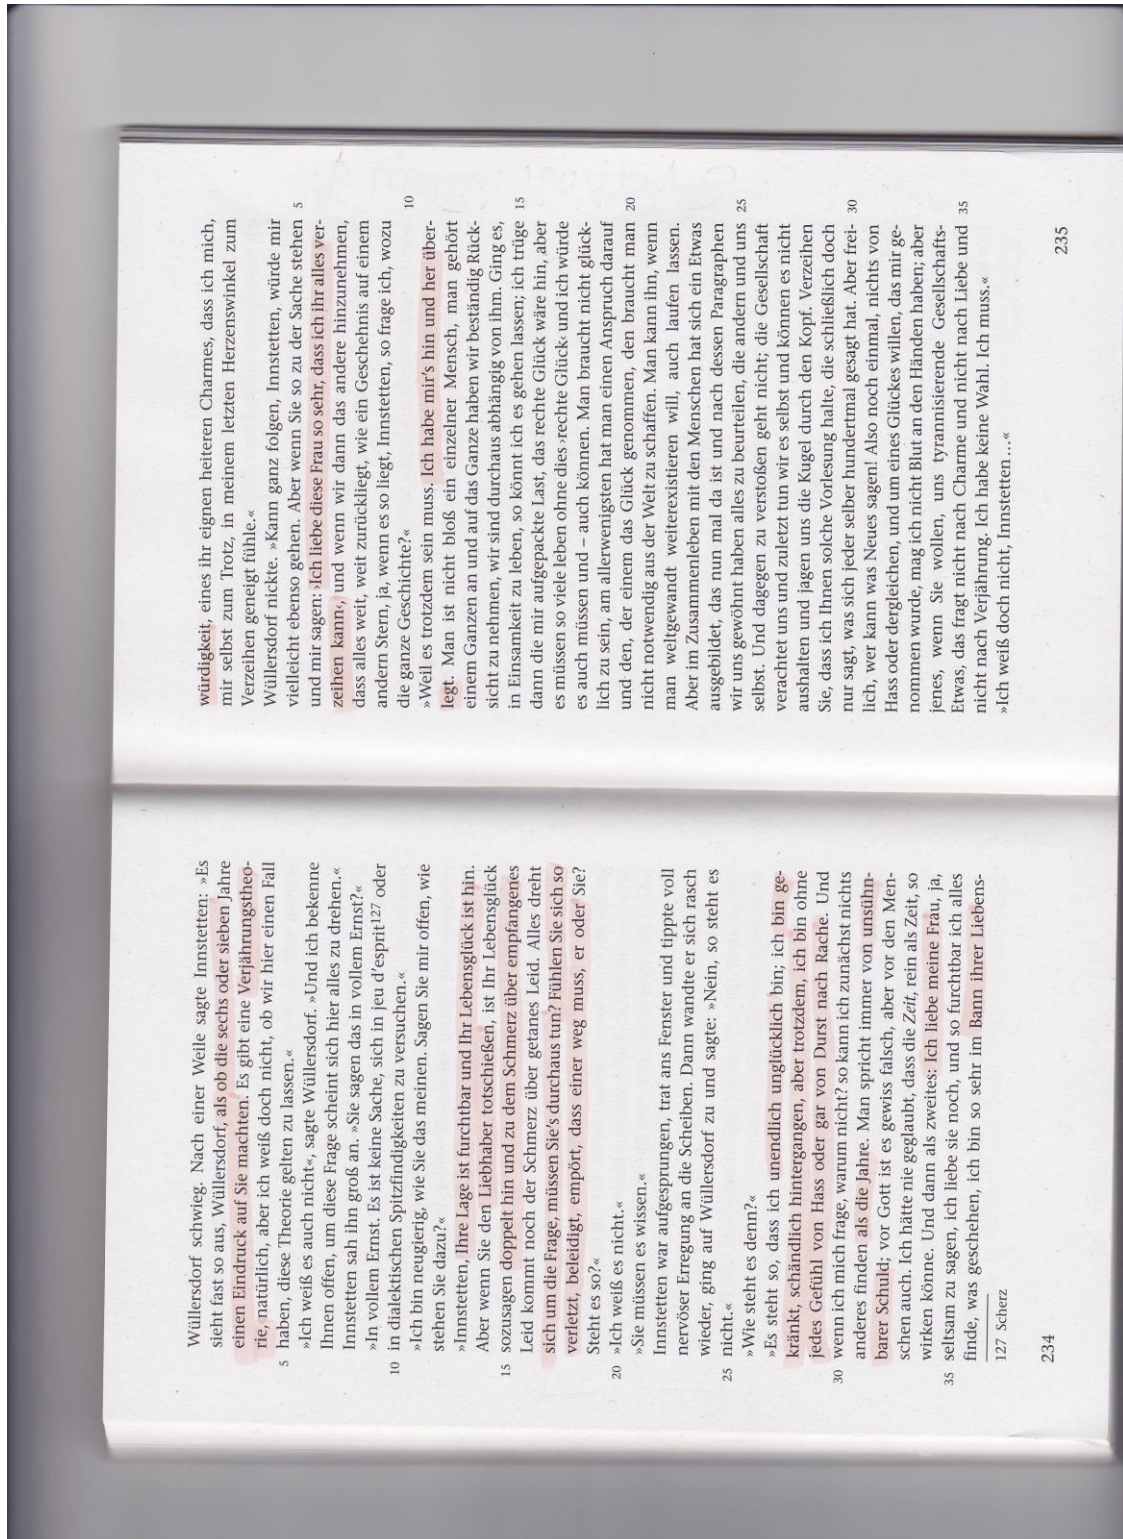 Wüllersdorf schwieg. Nach einer Weile sagte Innstetten: »Es
sieht fast so aus, Wüllersdorf, als ob die sechs oder sieben Jahre
einen Eindruck auf Sie machten. Es gibt eine Verjährungstheo-
rie, natürlich, aber ich weiß doch nicht, ob wir hier einen Fall
5 haben, diese Theorie gelten zu lassen.«
»Ich weiß es auch nicht«, sagte Wüllersdorf. »Und ich bekenne
Ihnen offen, um diese Frage scheint sich hier alles zu drehen.«
Innstetten sah ihn groß an. »Sie sagen das in vollem Ernst?«
»In vollem Ernst. Es ist keine Sache, sich in jeu d'esprit127 oder
10 in dialektischen Spitzfindigkeiten zu versuchen.«
»Ich bin neugierig, wie Sie das meinen. Sagen Sie mir offen, wie
stehen Sie dazu?«
»Innstetten, Ihre Lage ist furchtbar und Ihr Lebensglück ist hin.
Aber wenn Sie den Liebhaber totschießen, ist Ihr Lebensglück
15 sozusagen doppelt hin und zu dem Schmerz über empfangenes
Leid kommt noch der Schmerz über getanes Leid. Alles dreht
sich um die Frage, müssen Sie's durchaus tun? Fühlen Sie sich so
verletzt, beleidigt, empört, dass einer weg muss, er oder Sie?
Steht es so?«
20 »Ich weiß es nicht.«
»Sie müssen es wissen.«
Innstetten war aufgesprungen, trat ans Fenster und tippte voll
nervöser Erregung an die Scheiben. Dann wandte er sich rasch
wieder, ging auf Wüllersdorf zu und sagte: »Nein, so steht es
25 nicht.«
»Wie steht es denn?«
»Es steht so, dass ich unendlich unglücklich bin; ich bin ge-
kränkt, schändlich hintergangen, aber trotzdem, ich bin ohne
jedes Gefühl von Hass oder gar von Durst nach Rache. Und
30 wenn ich mich frage, warum nicht? so kann ich zunächst nichts
anderes finden als die Jahre. Man spricht immer von unsühn-
barer Schuld; vor Gott ist es gewiss falsch, aber vor den Men-
schen auch. Ich hätte nie geglaubt, dass die Zeit, rein als Zeit, so
wirken könne. Und dann als zweites: Ich liebe meine Frau, ja,
35 seltsam zu sagen, ich liebe sie noch, und so furchtbar ich alles
finde, was geschehen, ich bin so sehr im Bann ihrer Liebens-
127 Scherz
234
würdigkeit, eines ihr eignen heiteren Charmes, dass ich mich,
mir selbst zum Trotz, in meinem letzten Herzenswinkel zum
Verzeihen geneigt fühle.«
Wüllersdorf nickte. »Kann ganz folgen, Innstetten, würde mir
vielleicht ebenso gehen. Aber wenn Sie so zu der Sache stehen 5
und mir sagen: ›Ich liebe diese Frau so sehr, dass ich ihr alles ver-
zeihen kann‹, und wenn wir dann das andere hinzunehmen,
dass alles weit, weit zurückliegt, wie ein Geschehnis auf einem
andern Stern, ja, wenn es so liegt, Innstetten, so frage ich, wozu
die ganze Geschichte?« 10
»Weil es trotzdem sein muss. Ich habe mir's hin und her über-
legt. Man ist nicht bloß ein einzelner Mensch, man gehört
einem Ganzen an und auf das Ganze haben wir beständig Rück-
sicht zu nehmen, wir sind durchaus abhängig von ihm. Ging es,
in Einsamkeit zu leben, so könnt ich es gehen lassen; ich trüge 15
dann die mir aufgepackte Last, das rechte Glück wäre hin, aber
es müssen so viele leben ohne dies ›rechte Glück‹ und ich würde
es auch müssen und – auch können. Man braucht nicht glück-
lich zu sein, am allerwenigsten hat man einen Anspruch darauf
und den, der einem das Glück genommen, den braucht man 20
nicht notwendig aus der Welt zu schaffen. Man kann ihn, wenn
man weltgewandt weiterexistieren will, auch laufen lassen.
Aber im Zusammenleben mit den Menschen hat sich ein Etwas
ausgebildet, das nun mal da ist und nach dessen Paragraphen
wir uns gewöhnt haben alles zu beurteilen, die andern und uns 25
selbst. Und dagegen zu verstoßen geht nicht; die Gesellschaft
verachtet uns und zuletzt tun wir es selbst und können es nicht
aushalten und jagen uns die Kugel durch den Kopf. Verzeihen
Sie, dass ich Ihnen solche Vorlesung halte, die schließlich doch
nur sagt, was sich jeder selber hundertmal gesagt hat. Aber frei- 30
lich, wer kann was Neues sagen! Also noch einmal, nichts von
Hass oder dergleichen, und um eines Glückes willen, das mir ge-
nommen wurde, mag ich nicht Blut an den Händen haben; aber
jenes, wenn Sie wollen, uns tyrannisierende Gesellschafts-
Etwas, das fragt nicht nach Charme und nicht nach Liebe und 35
nicht nach Verjährung. Ich habe keine Wahl. Ich muss.«
»Ich weiß doch nicht, Innstetten...«
235